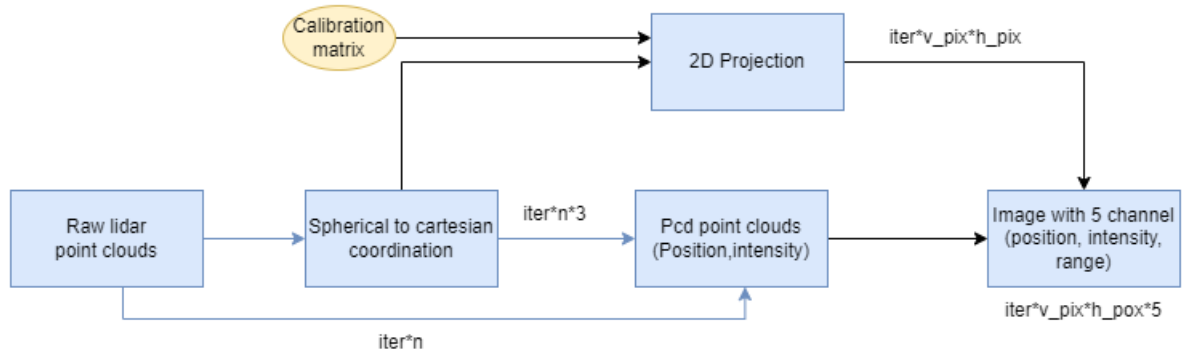 Calibration
matrix
2D Projection
iter*v_pix*h_pix
Raw lidar
point clouds
Spherical to cartesian
coordination
iter*n*3
Pcd point clouds
(Position,intensity)
Image with 5 channel
(position, intensity,
range)
iter*n
iter*v_pix*h_pox*5